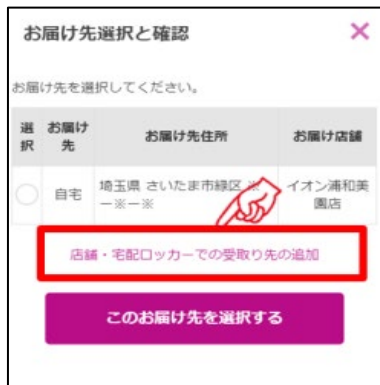 お届け先選択と確認 ×
お届け先を選択してください。
選択 お届け先 お届け先住所 お届け店舗
自宅 埼玉県 さいたま市緑区 ※ イオン浦和美
ー※ー※ 園店
店舗・宅配ロッカーでの受取り先の追加
このお届け先を選択する